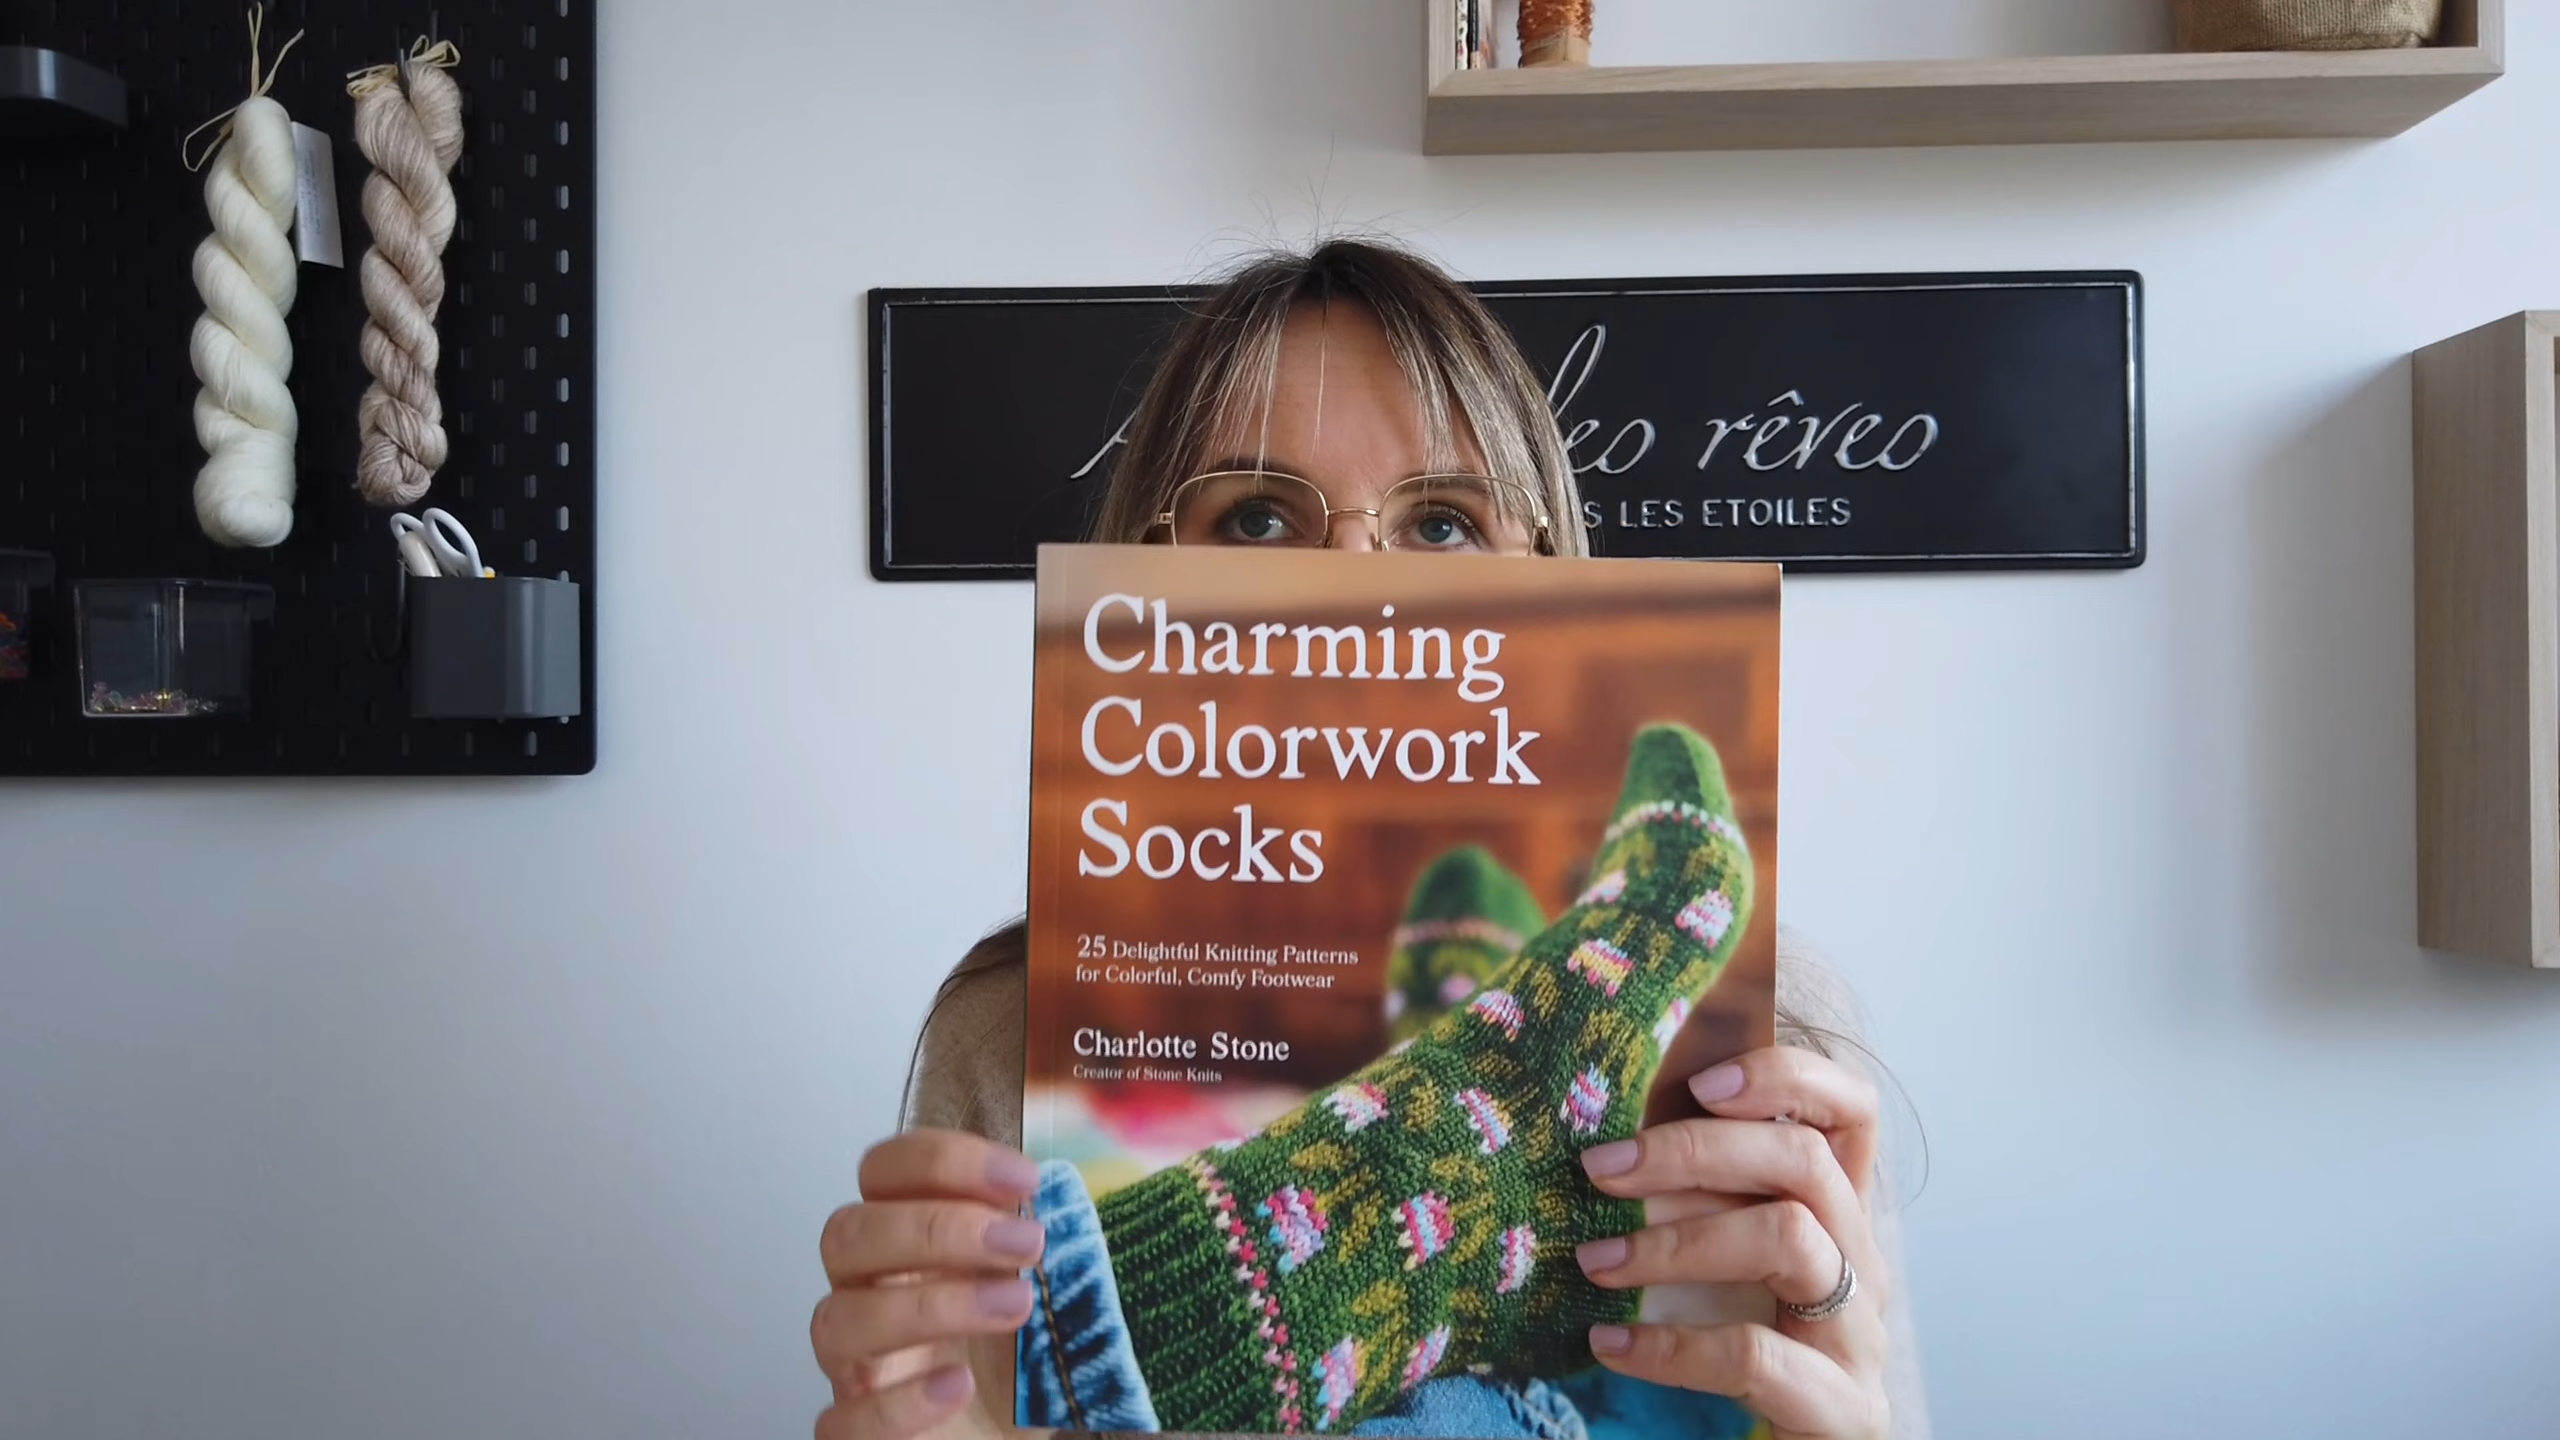 les rêves
LES ETOILES
Charming
Colorwork
Socks
25 Delightful Knitting Patterns
for Colorful, Comfy Footwear
Charlotte Stone
Creator of Stone Knits